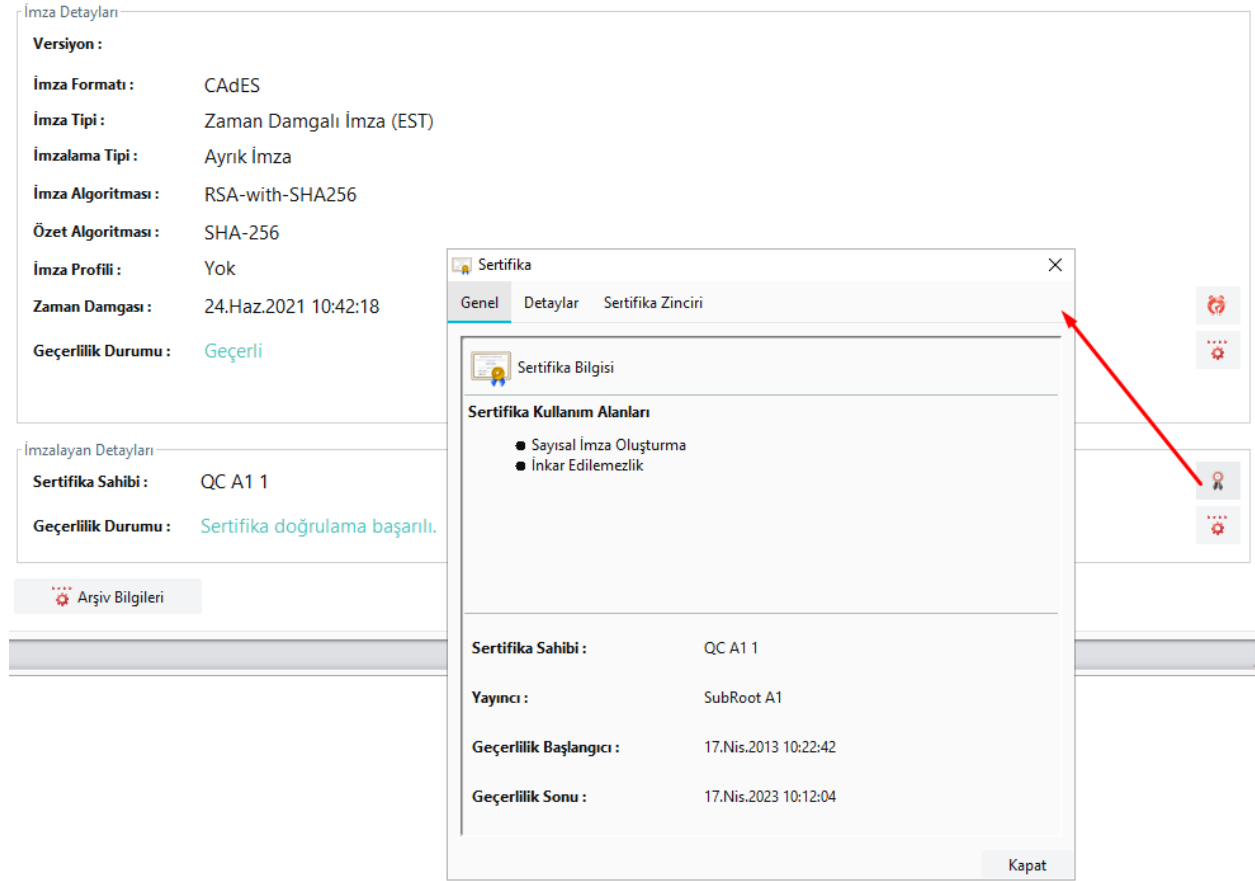 İmza Detayları
Versiyon :
İmza Formatı : CAdES
İmza Tipi : Zaman Damgalı İmza (EST)
İmzalama Tipi : Ayrık İmza
İmza Algoritması : RSA-with-SHA256
Özet Algoritması : SHA-256
İmza Profili : Yok
Zaman Damgası : 24.Haz.2021 10:42:18
Geçerlilik Durumu : Geçerli
İmzalayan Detayları
Sertifika Sahibi : QC A1 1
Geçerlilik Durumu : Sertifika doğrulama başarılı.
Arşiv Bilgileri
Sertifika
Genel Detaylar Sertifika Zinciri
Sertifika Bilgisi
Sertifika Kullanım Alanları
● Sayısal İmza Oluşturma
● İnkar Edilemezlik
Sertifika Sahibi : QC A1 1
Yayıncı : SubRoot A1
Geçerlilik Başlangıcı : 17.Nis.2013 10:22:42
Geçerlilik Sonu : 17.Nis.2023 10:12:04
Kapat